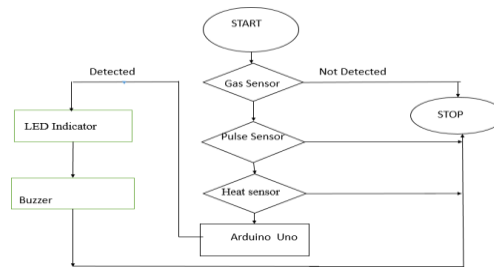 START
Detected
Not Detected
Gas Sensor
STOP
LED Indicator
Pulse Sensor
Heat sensor
Buzzer
Arduino Uno